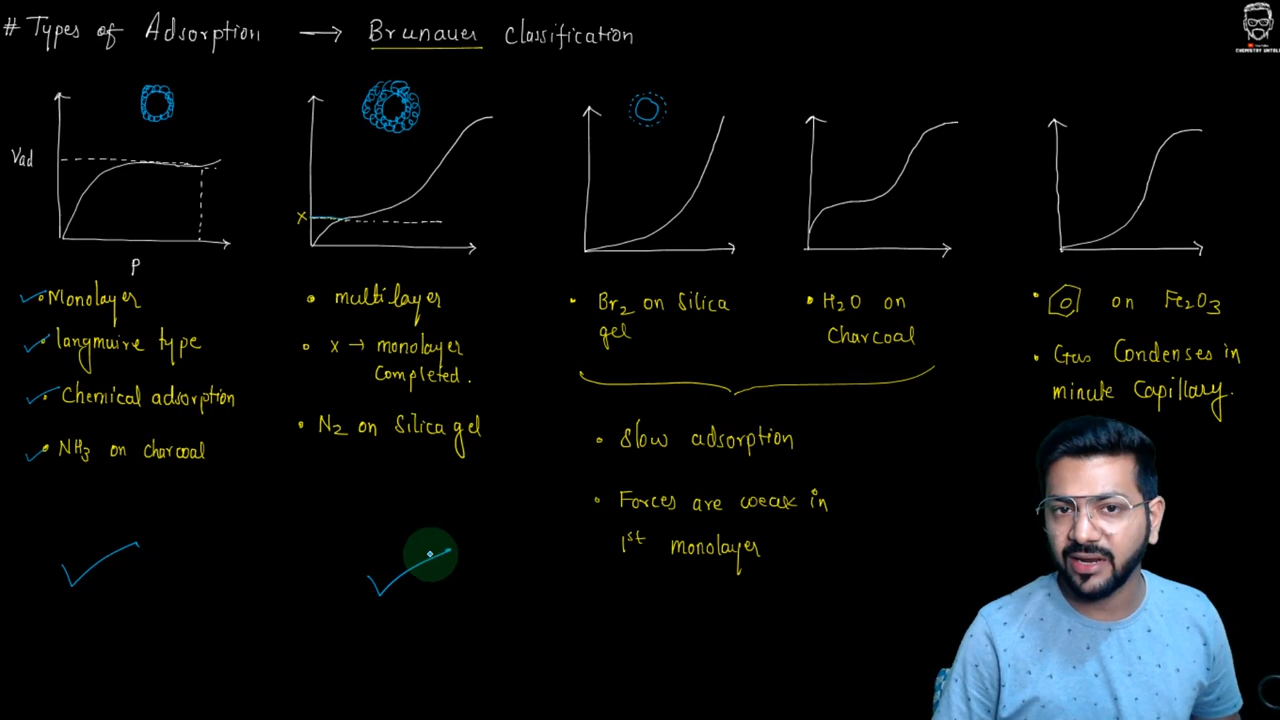 # Types of Adsorption → Brunauer Classification
CHEMISTRY UNTOLD
Vad
P
x
• Monolayer
• langmuire type
• Chemical adsorption
• NH3 on charcoal
• multilayer
• x → monolayer
completed.
• N2 on Silica gel
• Br2 on Silica
gel
• H2O on
Charcoal
• Slow adsorption
• Forces are weak in
1st monolayer
• on Fe2O3
• Gas Condenses in
minute Capillary.